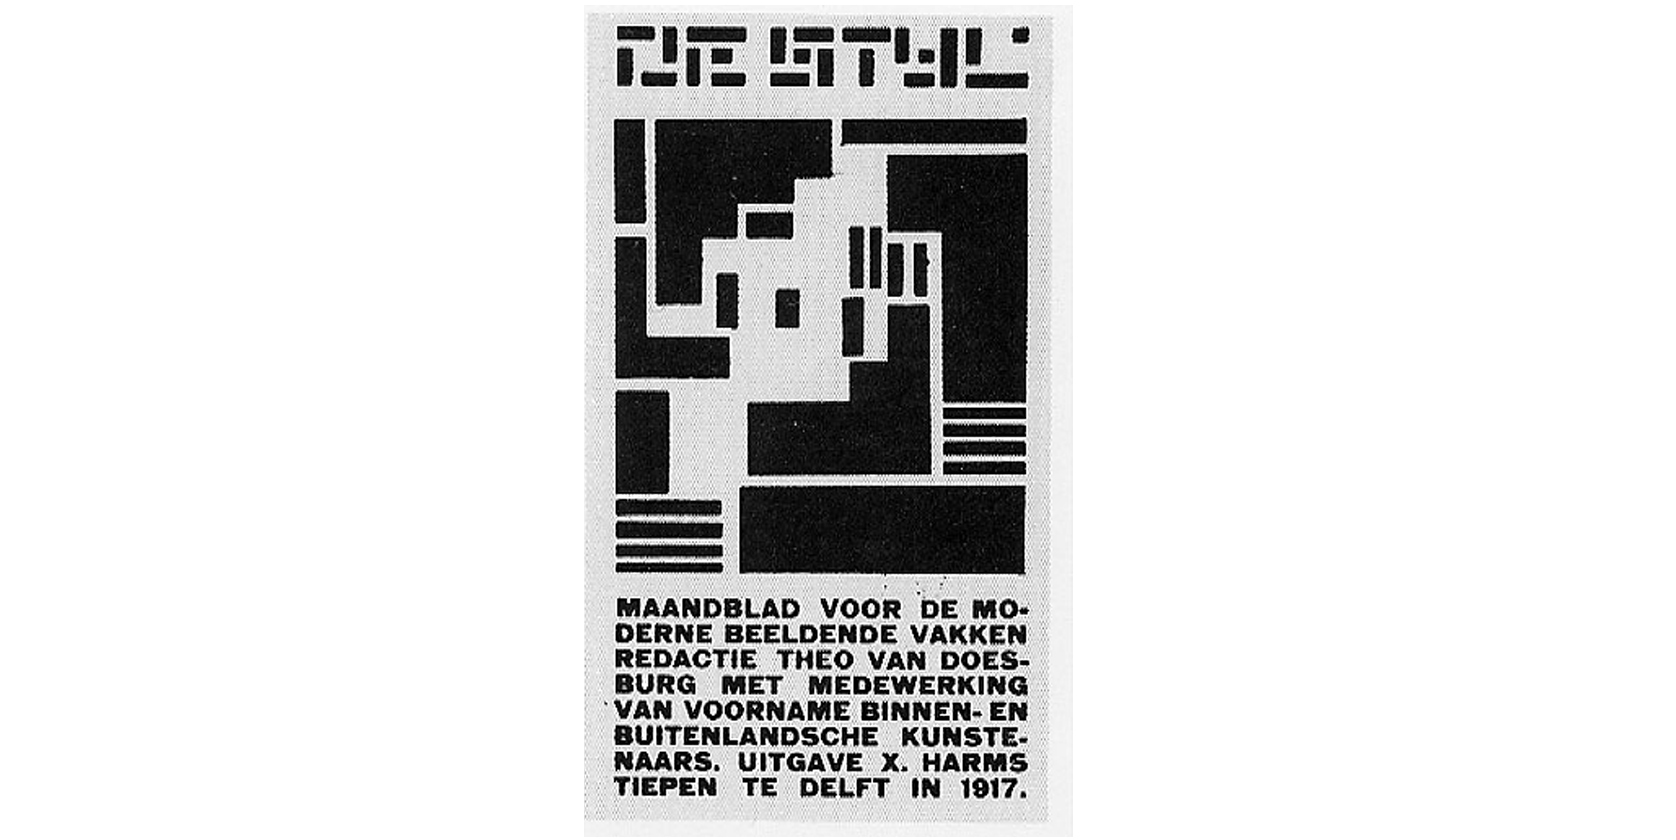 DE STYL
MAANDBLAD VOOR DE MO-
DERNE BEELDENDE VAKKEN
REDACTIE THEO VAN DOES-
BURG MET MEDEWERKING
VAN VOORNAME BINNEN- EN
BUITENLANDSCHE KUNSTE-
NAARS. UITGAVE X. HARMS
TIEPEN TE DELFT IN 1917.